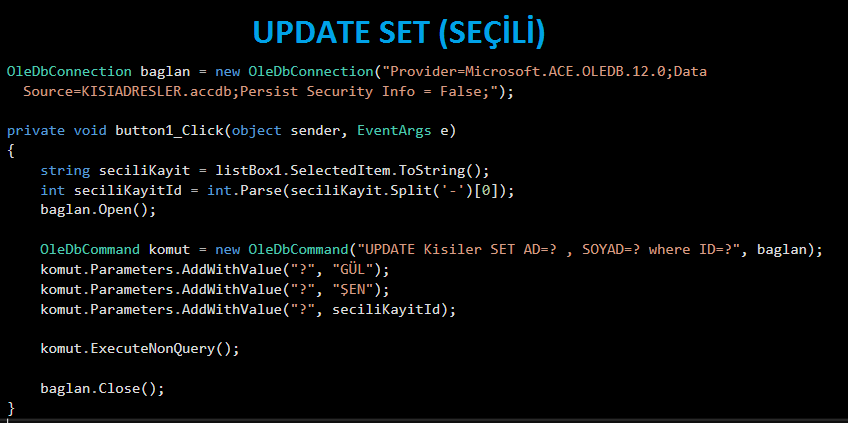 UPDATE SET (SEÇİLİ)
OleDbConnection baglan = new OleDbConnection("Provider=Microsoft.ACE.OLEDB.12.0;Data
Source=KISIADRESLER.accdb;Persist Security Info = False;");
private void button1_Click(object sender, EventArgs e)
{
string seciliKayit = listBox1.SelectedItem.ToString();
int seciliKayitId = int.Parse(seciliKayit.Split('-')[0]);
baglan.Open();
OleDbCommand komut = new OleDbCommand("UPDATE Kisiler SET AD=? , SOYAD=? where ID=?", baglan);
komut.Parameters.AddWithValue("?", "GÜL");
komut.Parameters.AddWithValue("?", "ŞEN");
komut.Parameters.AddWithValue("?", seciliKayitId);
komut.ExecuteNonQuery();
baglan.Close();
}